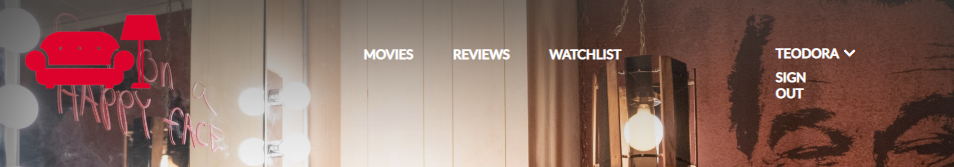 MOVIES
REVIEWS
WATCHLIST
TEODORA
SIGN
OUT
on
a
HAPPY
FACE